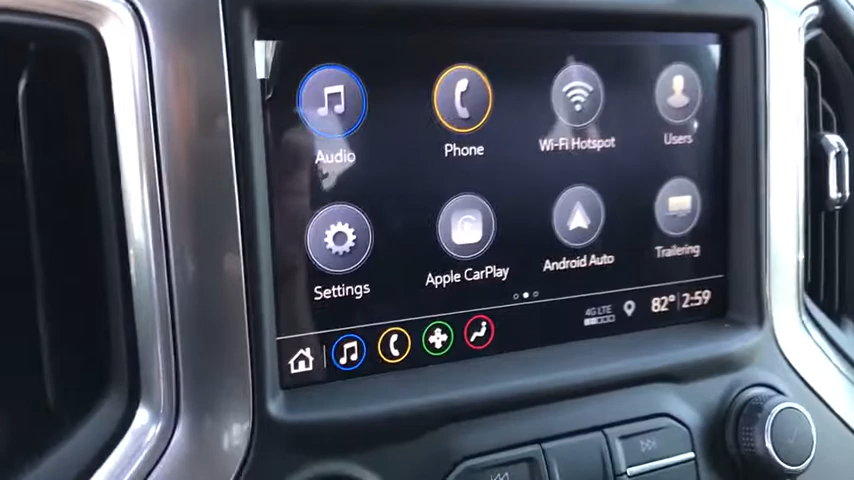 Audio
Phone
Wi-Fi Hotspot
Users
Settings
Apple CarPlay
Android Auto
Trailering
4G LTE
82° 2:59